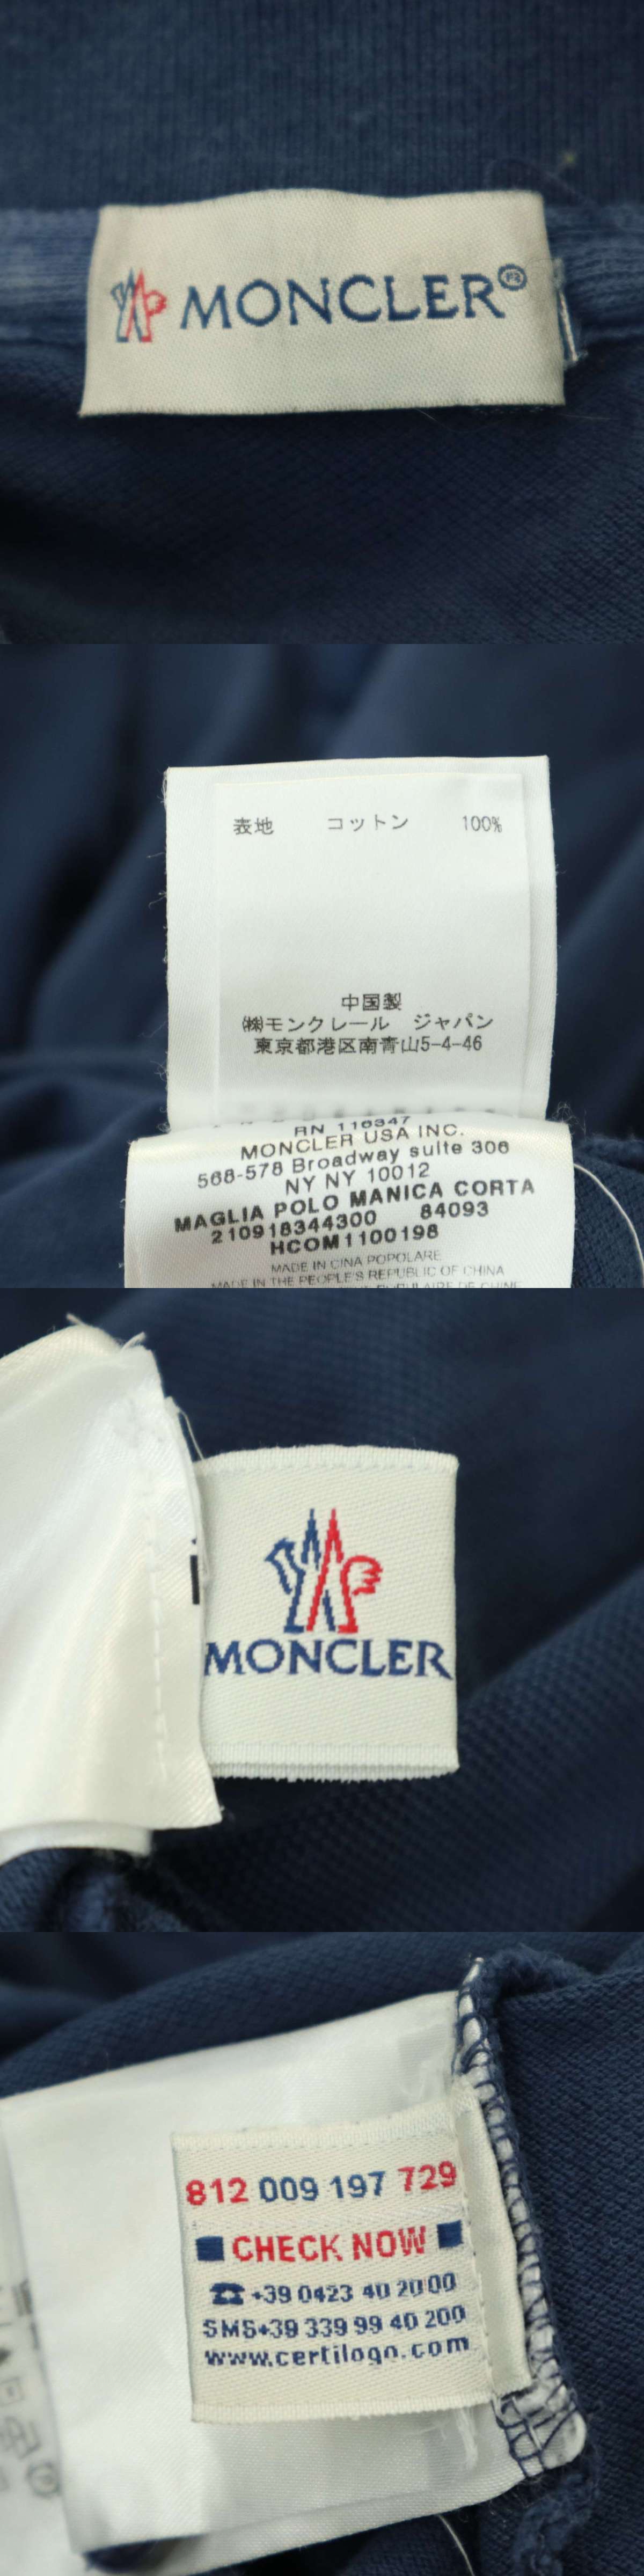 MONCLER®
表地 コットン 100%
中国製
㈱モンクレール ジャパン
東京都港区南青山5-4-46
RN 116347
MONCLER USA INC.
568-578 Broadway suite 306
NY NY 10012
MAGLIA POLO MANICA CORTA
210918344300 84093
HCOM1100198
MADE IN CINA POPOLARE
MADE IN THE PEOPLE'S REPUBLIC OF CHINA
MONCLER
812 009 197 729
CHECK NOW
☎ +39 0423 40 2000
SMS+39 339 99 40 200
www.certilogo.com